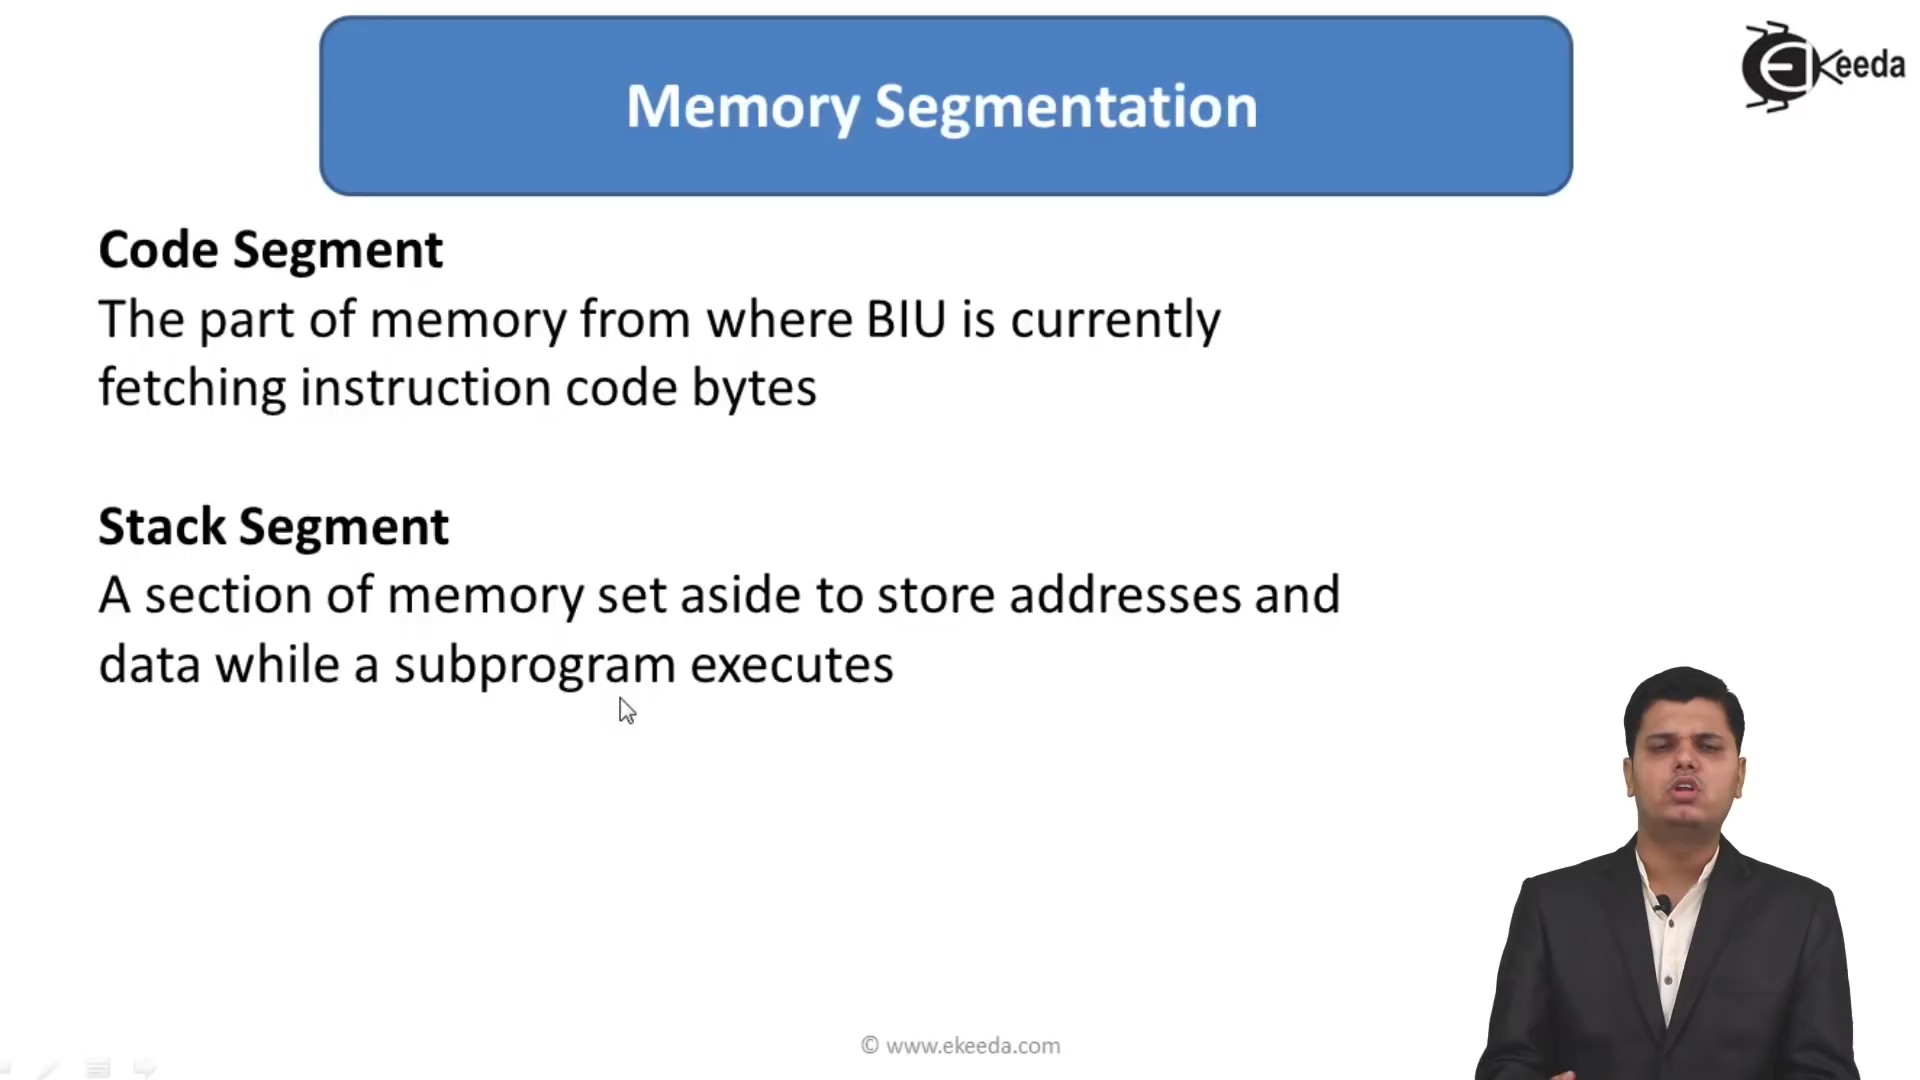 Memory Segmentation
EKeeda
Code Segment
The part of memory from where BIU is currently
fetching instruction code bytes
Stack Segment
A section of memory set aside to store addresses and
data while a subprogram executes
© www.ekeeda.com